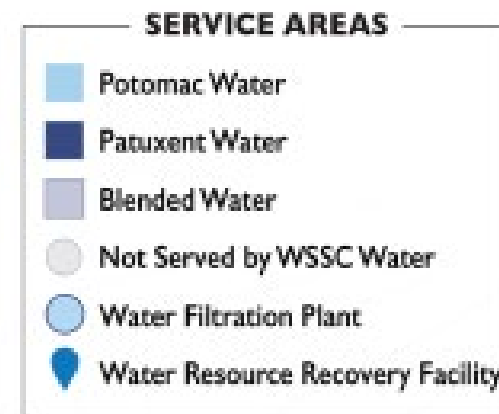 SERVICE AREAS
Potomac Water
Patuxent Water
Blended Water
Not Served by WSSC Water
Water Filtration Plant
Water Resource Recovery Facility